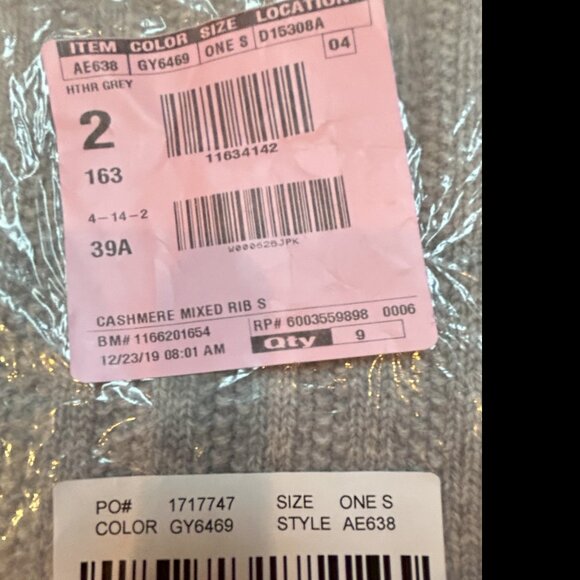 ITEM COLOR SIZE LOCATION
AE638 GY6469 ONE S D15308A
04
HTHR GREY
2
11634142
163
4-14-2
39A
W000628JPK
CASHMERE MIXED RIB S
BM# 1166201654 RP# 6003559898 0006
12/23/19 08:01 AM Qty 9
PO# 1717747 SIZE ONE S
COLOR GY6469 STYLE AE638